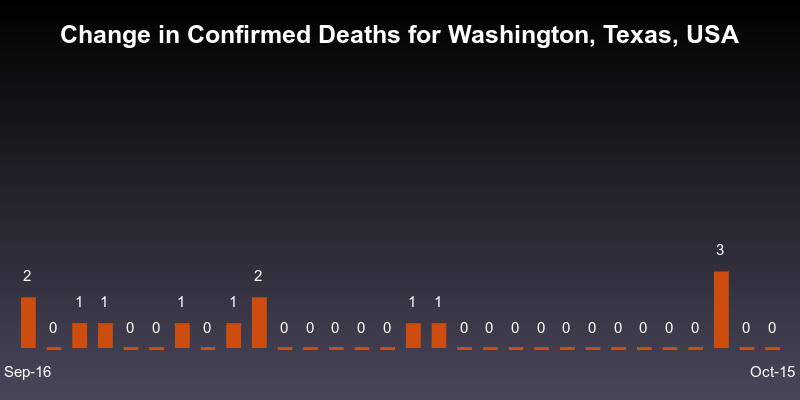 Change in Confirmed Deaths for Washington, Texas, USA
3
2 2
1 1 1 1 1 1
0 0 0 0 0 0 0 0 0 0 0 0 0 0 0 0 0 0 0 0 0
Sep-16 Oct-15